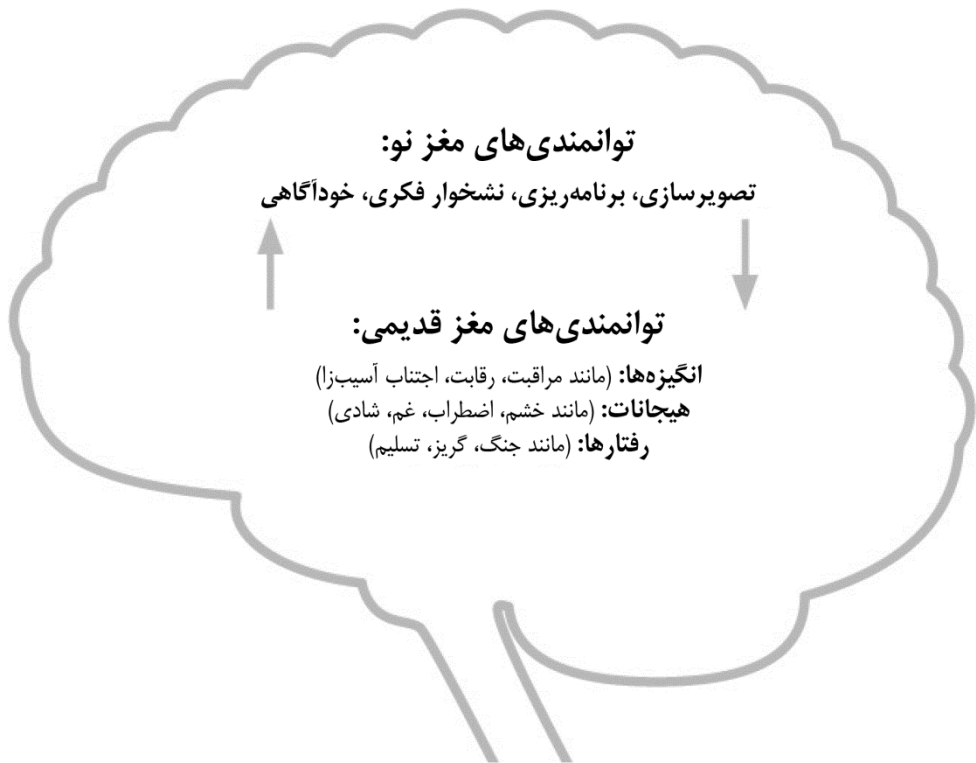 توانمندی‌های مغز نو:
تصویرسازی، برنامه‌ریزی، نشخوار فکری، خودآگاهی
توانمندی‌های مغز قدیمی:
انگیزه‌ها: (مانند مراقبت، رقابت، اجتناب آسیب‌زا)
هیجانات: (مانند خشم، اضطراب، غم، شادی)
رفتارها: (مانند جنگ، گریز، تسلیم)